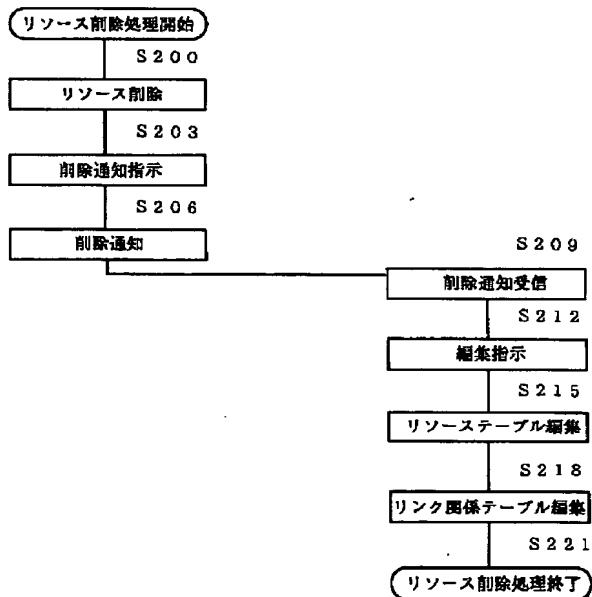 リソース削除処理開始
S200
リソース削除
S203
削除通知指示
S206
削除通知
S209
削除通知受信
S212
編集指示
S215
リソーステーブル編集
S218
リンク関係テーブル編集
S221
リソース削除処理終了